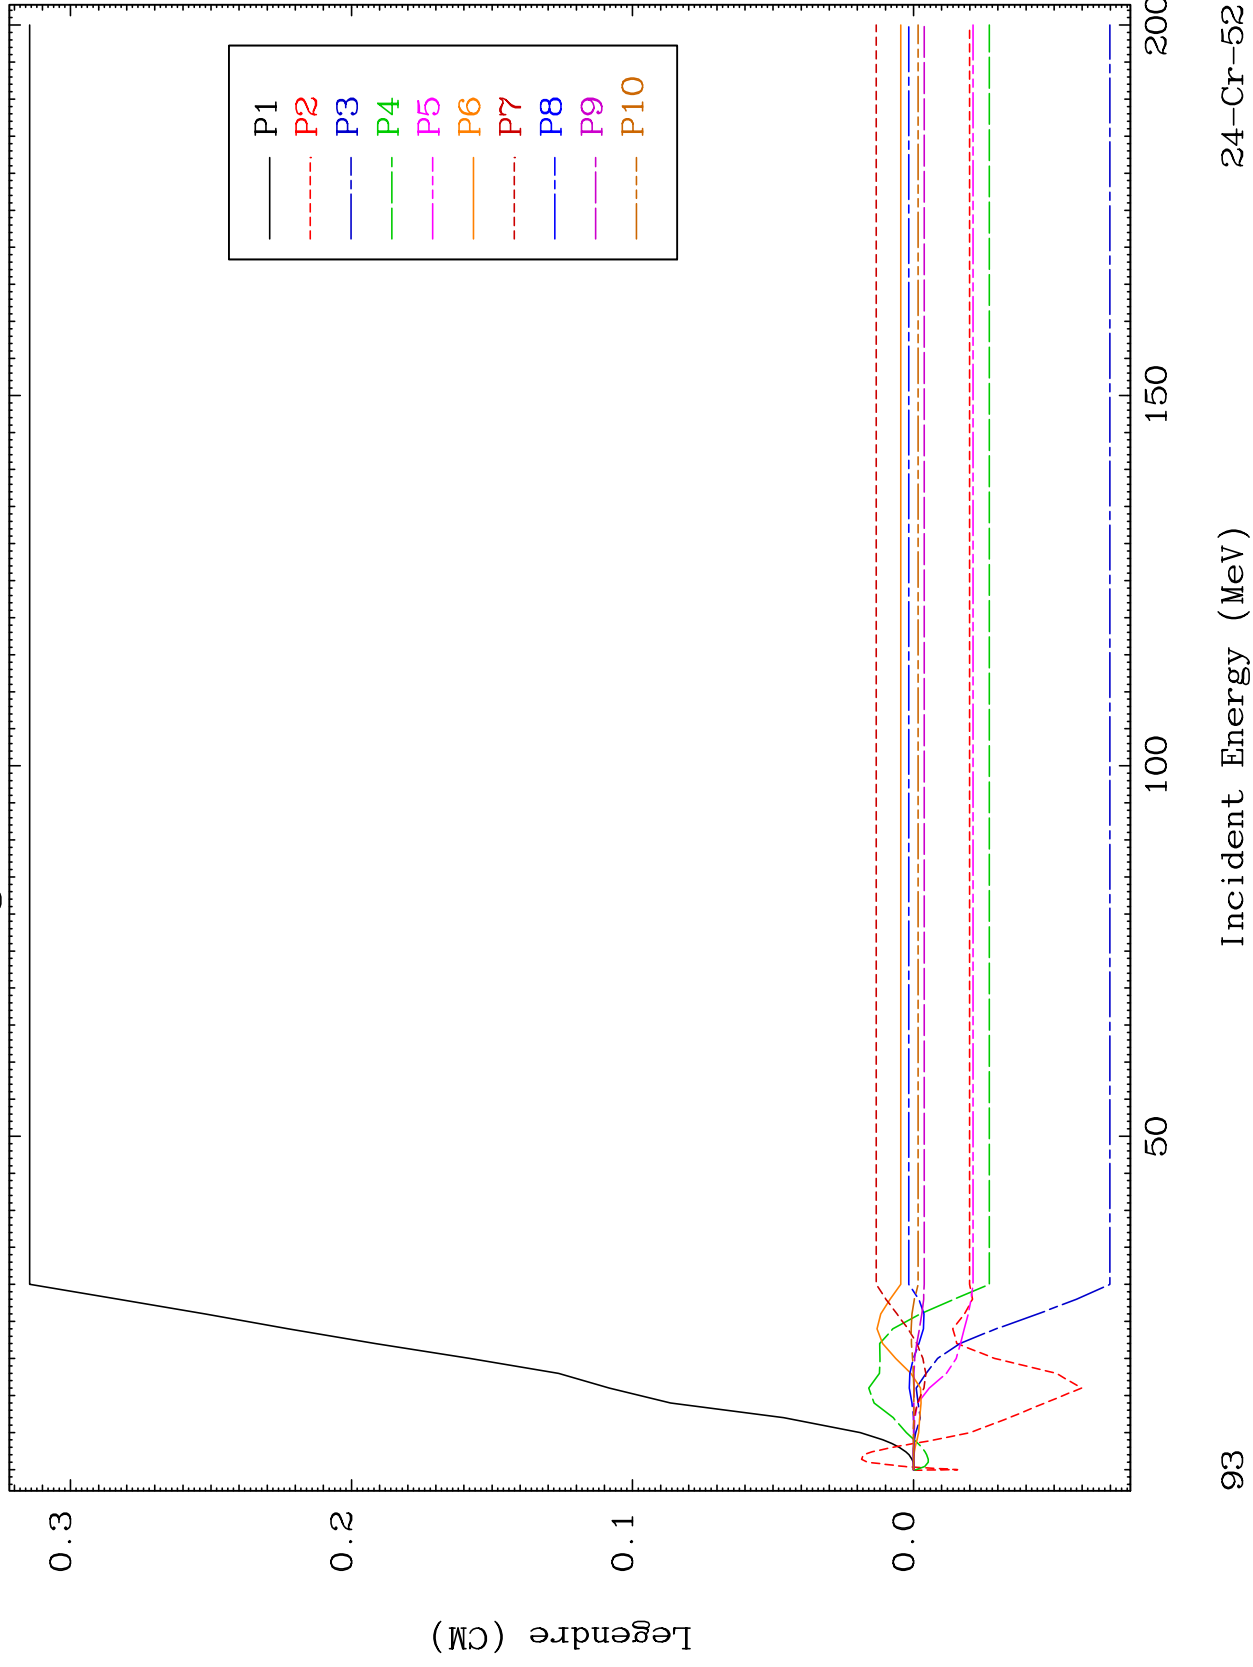 P1
P2
P3
P4
P5
P6
P7
P8
P9
P10
0.3
0.2
0.1
0.0
Legendre (CM)
50
100
150
200
93
Incident Energy (MeV)
24-Cr-52